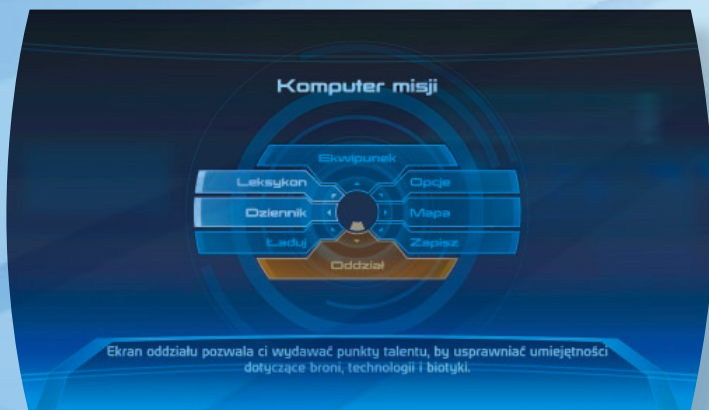 Komputer misji
Ekwipunek
Leksykon
Opcje
Dziennik
Mapa
Ładuj
Zapisz
Oddział
Ekran oddziału pozwala ci wydawać punkty talentu, by usprawniać umiejętności
dotyczące broni, technologii i biotyki.